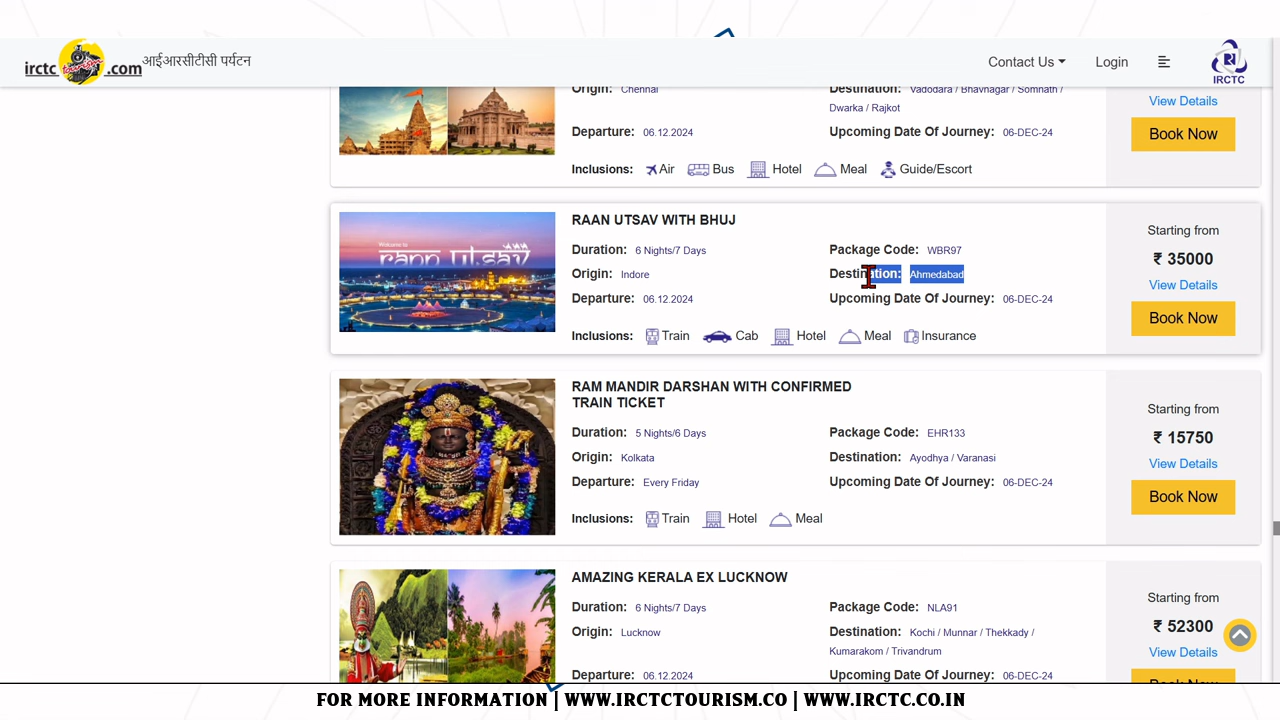 irctc tourism .com आईआरसीटीसी पर्यटन Contact Us Login IRCTC
Origin: Chennai Destination: Vadodara / Bhavnagar / Somnath /
Dwarka / Rajkot View Details
Departure: 06.12.2024 Upcoming Date Of Journey: 06-DEC-24 Book Now
Inclusions: Air Bus Hotel Meal Guide/Escort
Welcome to
rann utsav
RAAN UTSAV WITH BHUJ
Duration: 6 Nights/7 Days Package Code: WBR97
Origin: Indore Destination: Ahmedabad
Departure: 06.12.2024 Upcoming Date Of Journey: 06-DEC-24
Inclusions: Train Cab Hotel Meal Insurance
Starting from
₹ 35000
View Details
Book Now
RAM MANDIR DARSHAN WITH CONFIRMED
TRAIN TICKET
Duration: 5 Nights/6 Days Package Code: EHR133
Origin: Kolkata Destination: Ayodhya / Varanasi
Departure: Every Friday Upcoming Date Of Journey: 06-DEC-24
Inclusions: Train Hotel Meal
Starting from
₹ 15750
View Details
Book Now
AMAZING KERALA EX LUCKNOW
Duration: 6 Nights/7 Days Package Code: NLA91
Origin: Lucknow Destination: Kochi / Munnar / Thekkady /
Kumarakom / Trivandrum
Departure: 06.12.2024 Upcoming Date Of Journey: 06-DEC-24
Starting from
₹ 52300
View Details
Book Now
FOR MORE INFORMATION | WWW.IRCTCTOURISM.CO | WWW.IRCTC.CO.IN